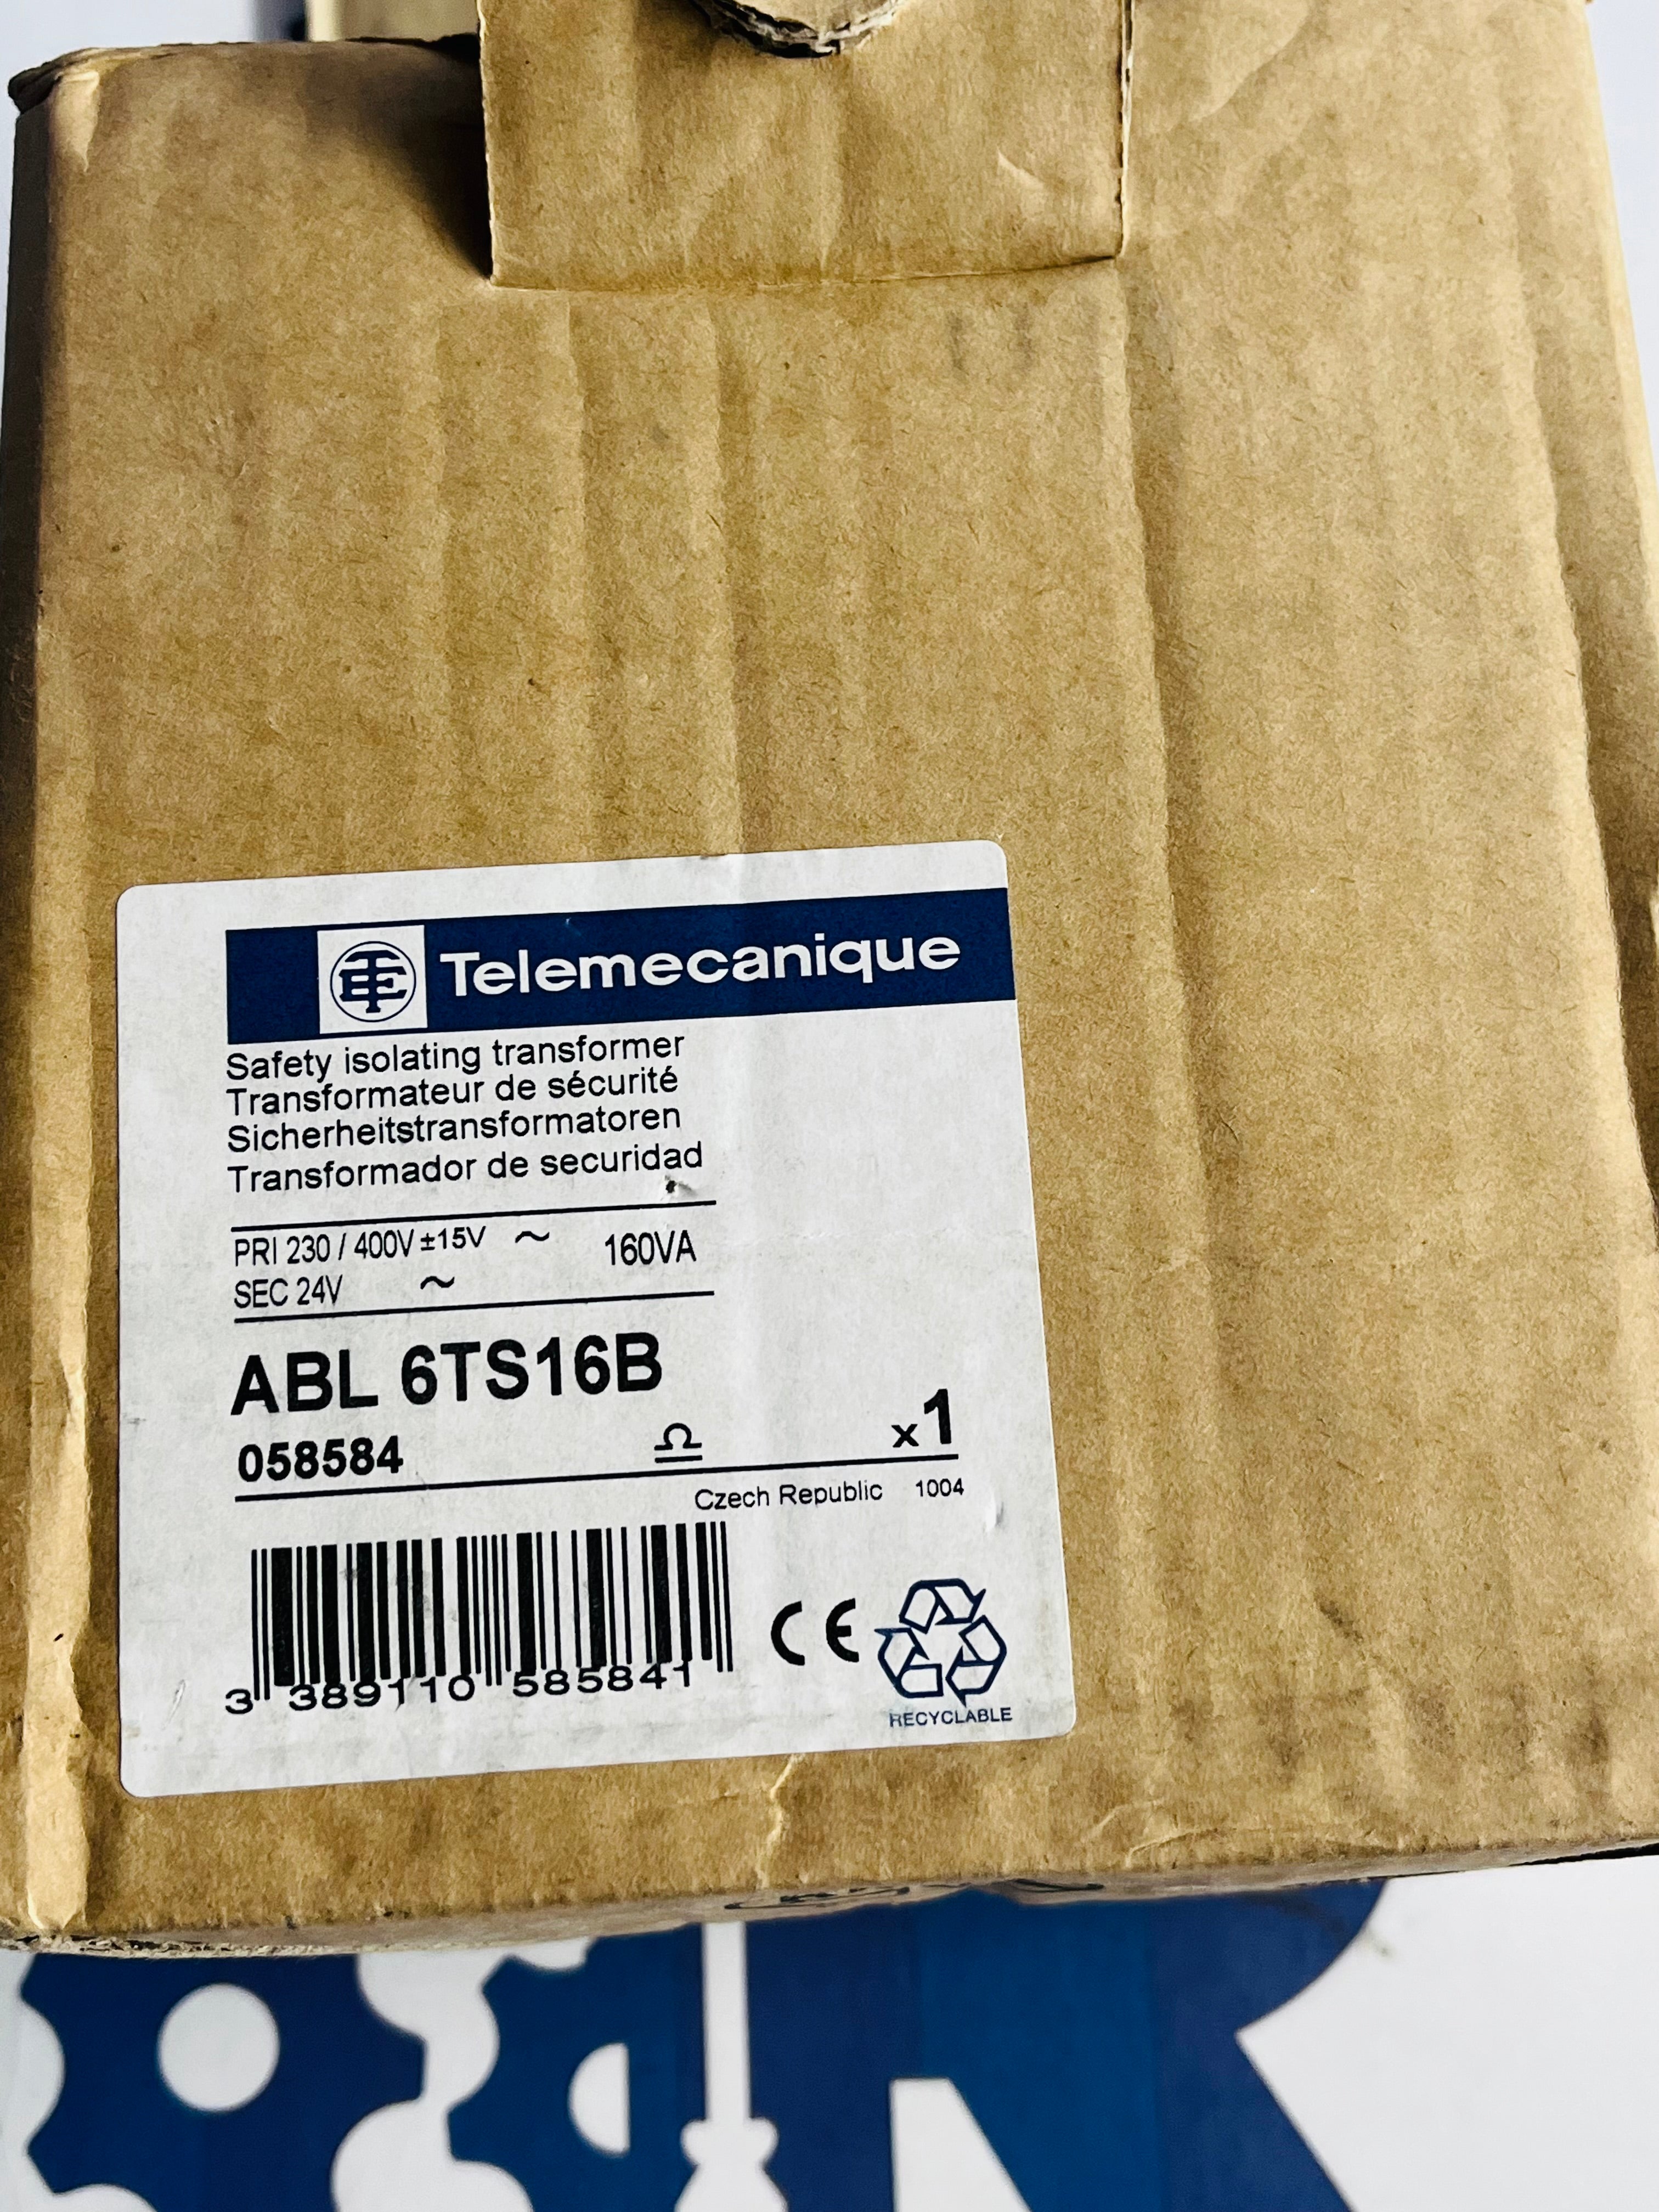 Telemecanique
Safety isolating transformer
Transformateur de sécurité
Sicherheitstransformatoren
Transformador de securidad
PRI 230 / 400V ±15V ~ 160VA
SEC 24V ~
ABL 6TS16B
058584 x1
Czech Republic 1004
3 389110 585841
CE
RECYCLABLE